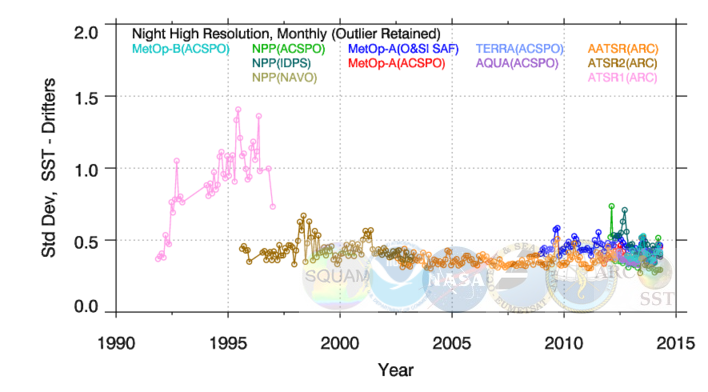 Night High Resolution, Monthly (Outlier Retained)
MetOp-B(ACSPO) NPP(ACSPO) MetOp-A(O&SI SAF) TERRA(ACSPO) AATSR(ARC)
NPP(IDPS) MetOp-A(ACSPO) AQUA(ACSPO) ATSR2(ARC)
NPP(NAVO) ATSR1(ARC)
Std Dev, SST - Drifters
2.0
1.5
1.0
0.5
0.0
SQUAM
NASA
EUMETSAT
ARC
SST
1990 1995 2000 2005 2010 2015
Year